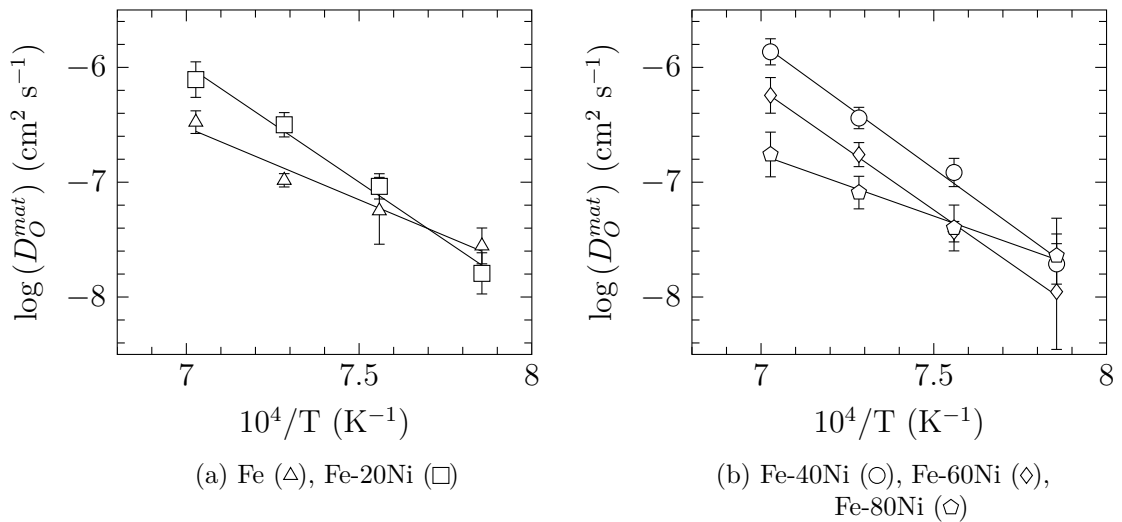 log (D_O^{mat}) (cm² s⁻¹)
−6
−7
−8
7
7.5
8
10⁴/T (K⁻¹)
(a) Fe (△), Fe-20Ni (□)
log (D_O^{mat}) (cm² s⁻¹)
−6
−7
−8
7
7.5
8
10⁴/T (K⁻¹)
(b) Fe-40Ni (○), Fe-60Ni (◊),
Fe-80Ni (⬠)